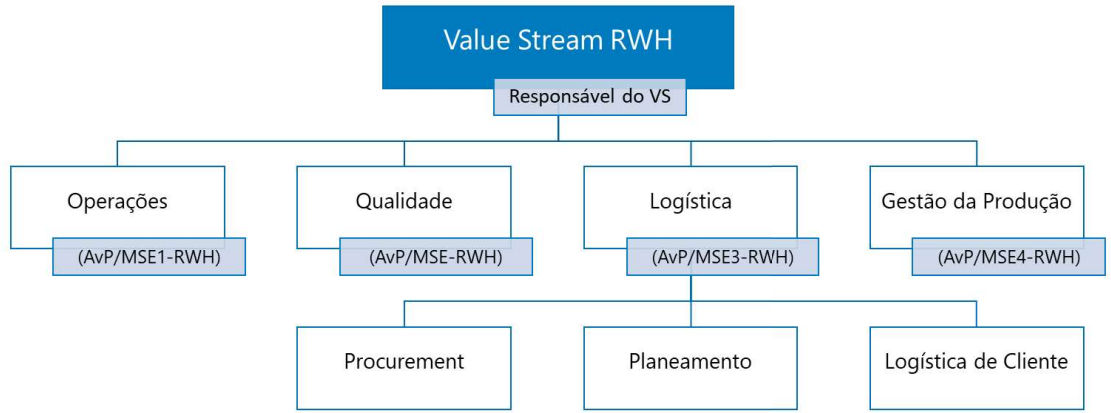 Value Stream RWH
Responsável do VS
Operações
(AvP/MSE1-RWH)
Qualidade
(AvP/MSE-RWH)
Logística
(AvP/MSE3-RWH)
Gestão da Produção
(AvP/MSE4-RWH)
Procurement
Planeamento
Logística de Cliente